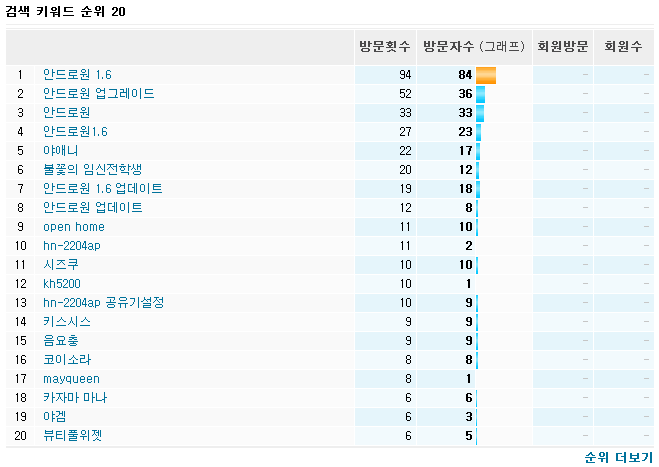 검색 키워드 순위 20
방문횟수 방문자수 (그래프) 회원방문 회원수
1 안드로원 1.6 94 84 - -
2 안드로원 업그레이드 52 36 - -
3 안드로원 33 33 - -
4 안드로원1.6 27 23 - -
5 야애니 22 17 - -
6 불꽃의 임신전학생 20 12 - -
7 안드로원 1.6 업데이트 19 18 - -
8 안드로원 업데이트 12 8 - -
9 open home 11 10 - -
10 hn-2204ap 11 2 - -
11 시즈쿠 10 10 - -
12 kh5200 10 1 - -
13 hn-2204ap 공유기설정 10 9 - -
14 키스시스 9 9 - -
15 음요충 9 9 - -
16 코이소라 8 8 - -
17 mayqueen 8 1 - -
18 카자마 마나 6 6 - -
19 야겜 6 3 - -
20 뷰티풀위젯 6 5 - -
순위 더보기